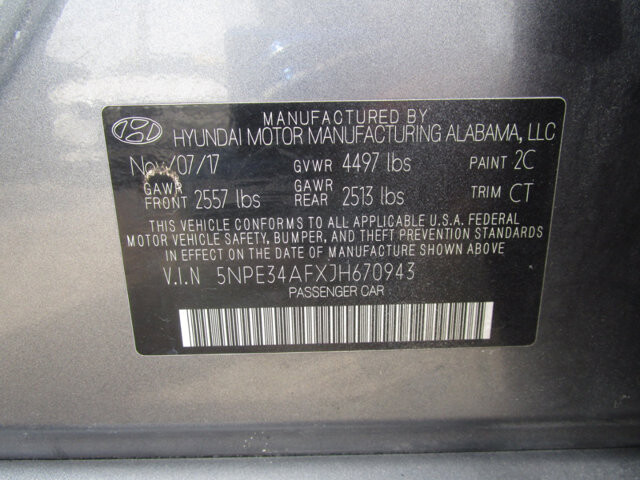 MANUFACTURED BY
HYUNDAI MOTOR MANUFACTURING ALABAMA, LLC
Nov/07/17 GVWR 4497 lbs PAINT 2C
GAWR FRONT 2557 lbs GAWR REAR 2513 lbs TRIM CT
THIS VEHICLE CONFORMS TO ALL APPLICABLE U.S.A. FEDERAL
MOTOR VEHICLE SAFETY, BUMPER, AND THEFT PREVENTION STANDARDS
IN EFFECT ON THE DATE OF MANUFACTURE SHOWN ABOVE.
V.I.N 5NPE34AFXJH670943
PASSENGER CAR